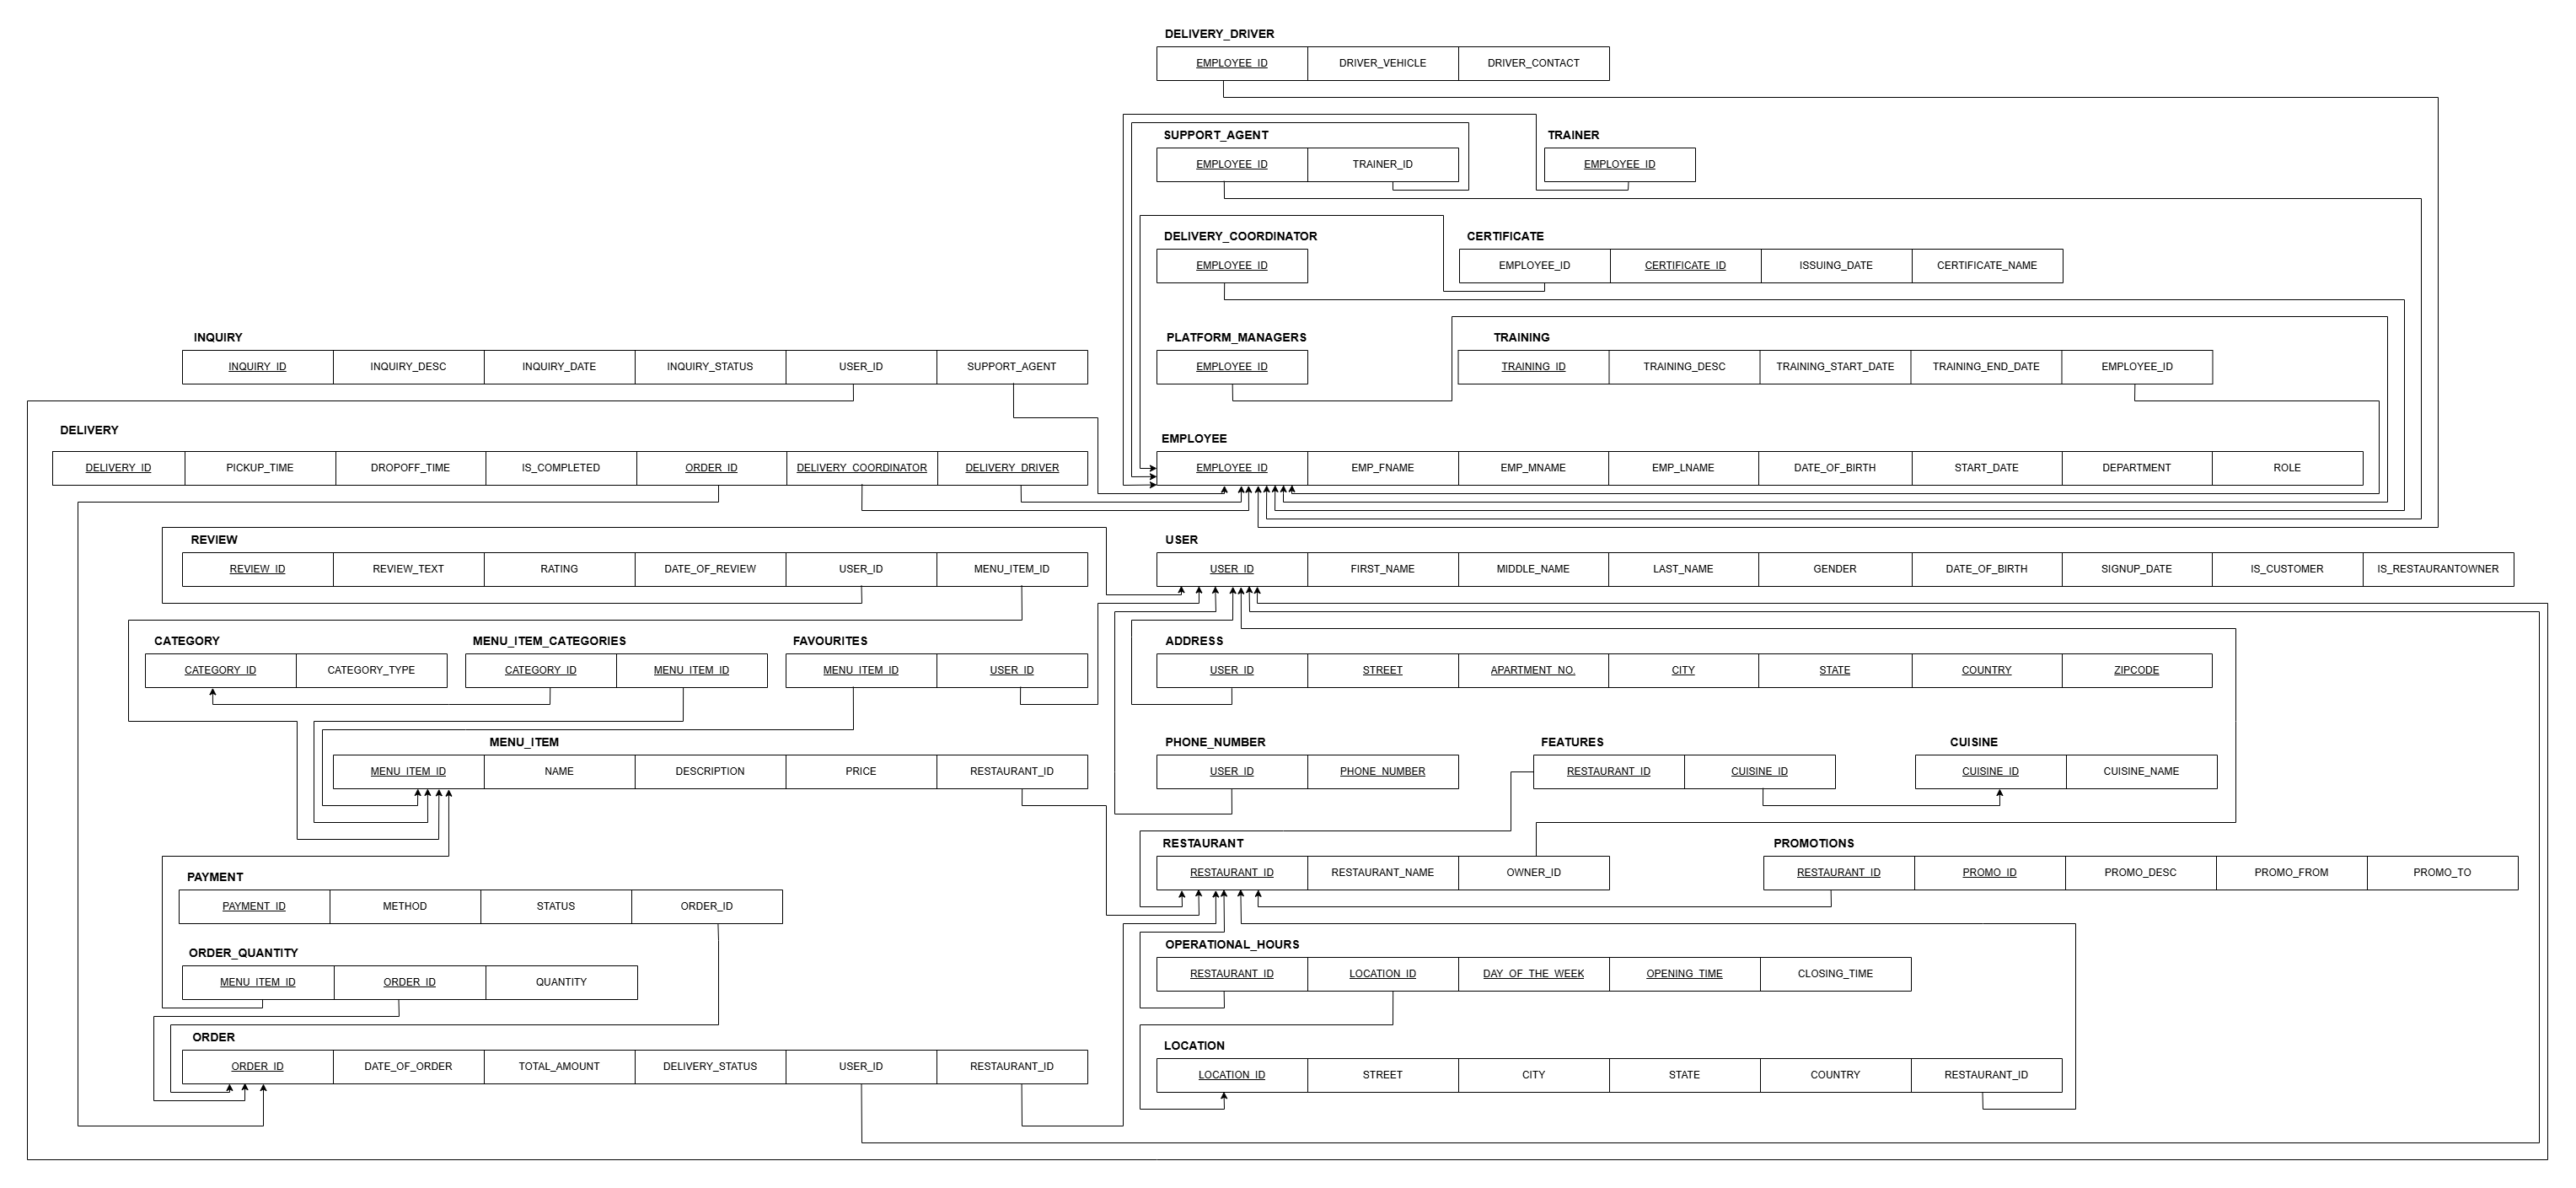 DELIVERY_DRIVER
EMPLOYEE_ID DRIVER_VEHICLE DRIVER_CONTACT
SUPPORT_AGENT TRAINER
EMPLOYEE_ID TRAINER_ID EMPLOYEE_ID
DELIVERY_COORDINATOR CERTIFICATE
EMPLOYEE_ID EMPLOYEE_ID CERTIFICATE_ID ISSUING_DATE CERTIFICATE_NAME
INQUIRY PLATFORM_MANAGERS TRAINING
INQUIRY_ID INQUIRY_DESC INQUIRY_DATE INQUIRY_STATUS USER_ID SUPPORT_AGENT EMPLOYEE_ID TRAINING_ID TRAINING_DESC TRAINING_START_DATE TRAINING_END_DATE EMPLOYEE_ID
DELIVERY EMPLOYEE
DELIVERY_ID PICKUP_TIME DROPOFF_TIME IS_COMPLETED ORDER_ID DELIVERY_COORDINATOR DELIVERY_DRIVER EMPLOYEE_ID EMP_FNAME EMP_MNAME EMP_LNAME DATE_OF_BIRTH START_DATE DEPARTMENT ROLE
REVIEW USER
REVIEW_ID REVIEW_TEXT RATING DATE_OF_REVIEW USER_ID MENU_ITEM_ID USER_ID FIRST_NAME MIDDLE_NAME LAST_NAME GENDER DATE_OF_BIRTH SIGNUP_DATE IS_CUSTOMER IS_RESTAURANTOWNER
CATEGORY MENU_ITEM_CATEGORIES FAVOURITES ADDRESS
CATEGORY_ID CATEGORY_TYPE CATEGORY_ID MENU_ITEM_ID MENU_ITEM_ID USER_ID USER_ID STREET APARTMENT_NO. CITY STATE COUNTRY ZIPCODE
MENU_ITEM PHONE_NUMBER FEATURES CUISINE
MENU_ITEM_ID NAME DESCRIPTION PRICE RESTAURANT_ID USER_ID PHONE_NUMBER RESTAURANT_ID CUISINE_ID CUISINE_ID CUISINE_NAME
RESTAURANT PROMOTIONS
RESTAURANT_ID RESTAURANT_NAME OWNER_ID RESTAURANT_ID PROMO_ID PROMO_DESC PROMO_FROM PROMO_TO
PAYMENT
PAYMENT_ID METHOD STATUS ORDER_ID
OPERATIONAL_HOURS
ORDER_QUANTITY
RESTAURANT_ID LOCATION_ID DAY_OF_THE_WEEK OPENING_TIME CLOSING_TIME
MENU_ITEM_ID ORDER_ID QUANTITY
ORDER LOCATION
ORDER_ID DATE_OF_ORDER TOTAL_AMOUNT DELIVERY_STATUS USER_ID RESTAURANT_ID LOCATION_ID STREET CITY STATE COUNTRY RESTAURANT_ID